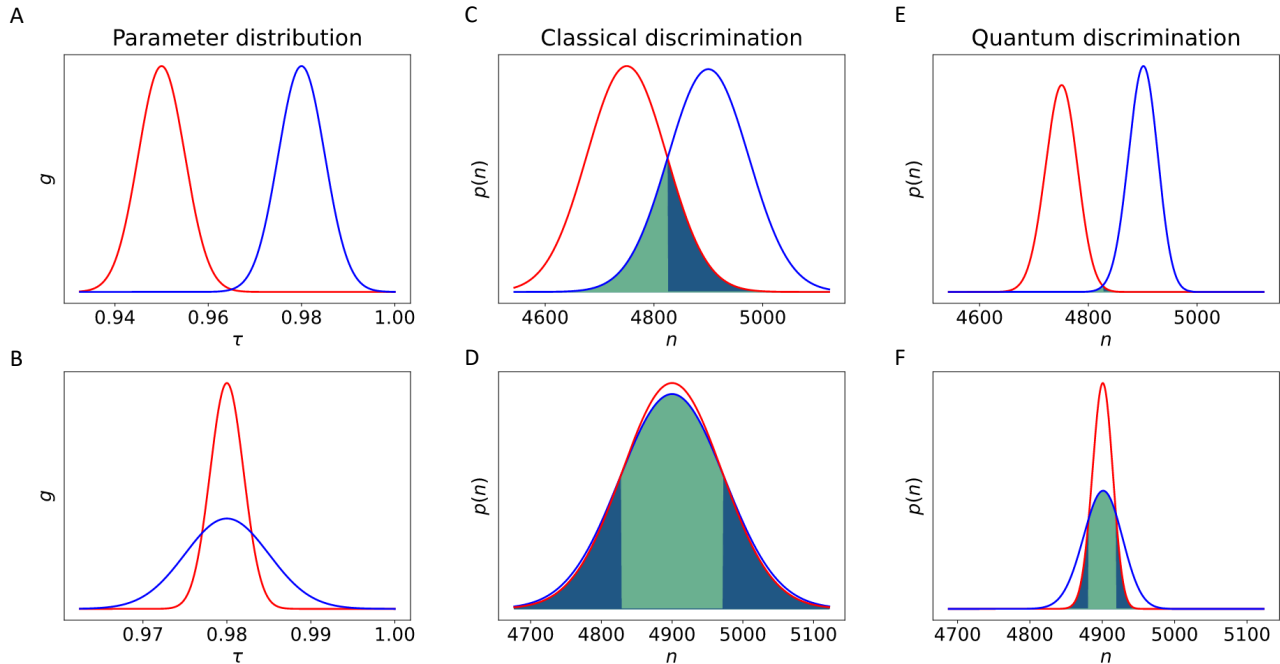 A
Parameter distribution
g
0.94 0.96 0.98 1.00
τ
B
g
0.97 0.98 0.99 1.00
τ
C
Classical discrimination
p(n)
4600 4800 5000
n
D
p(n)
4700 4800 4900 5000 5100
n
E
Quantum discrimination
p(n)
4600 4800 5000
n
F
p(n)
4700 4800 4900 5000 5100
n